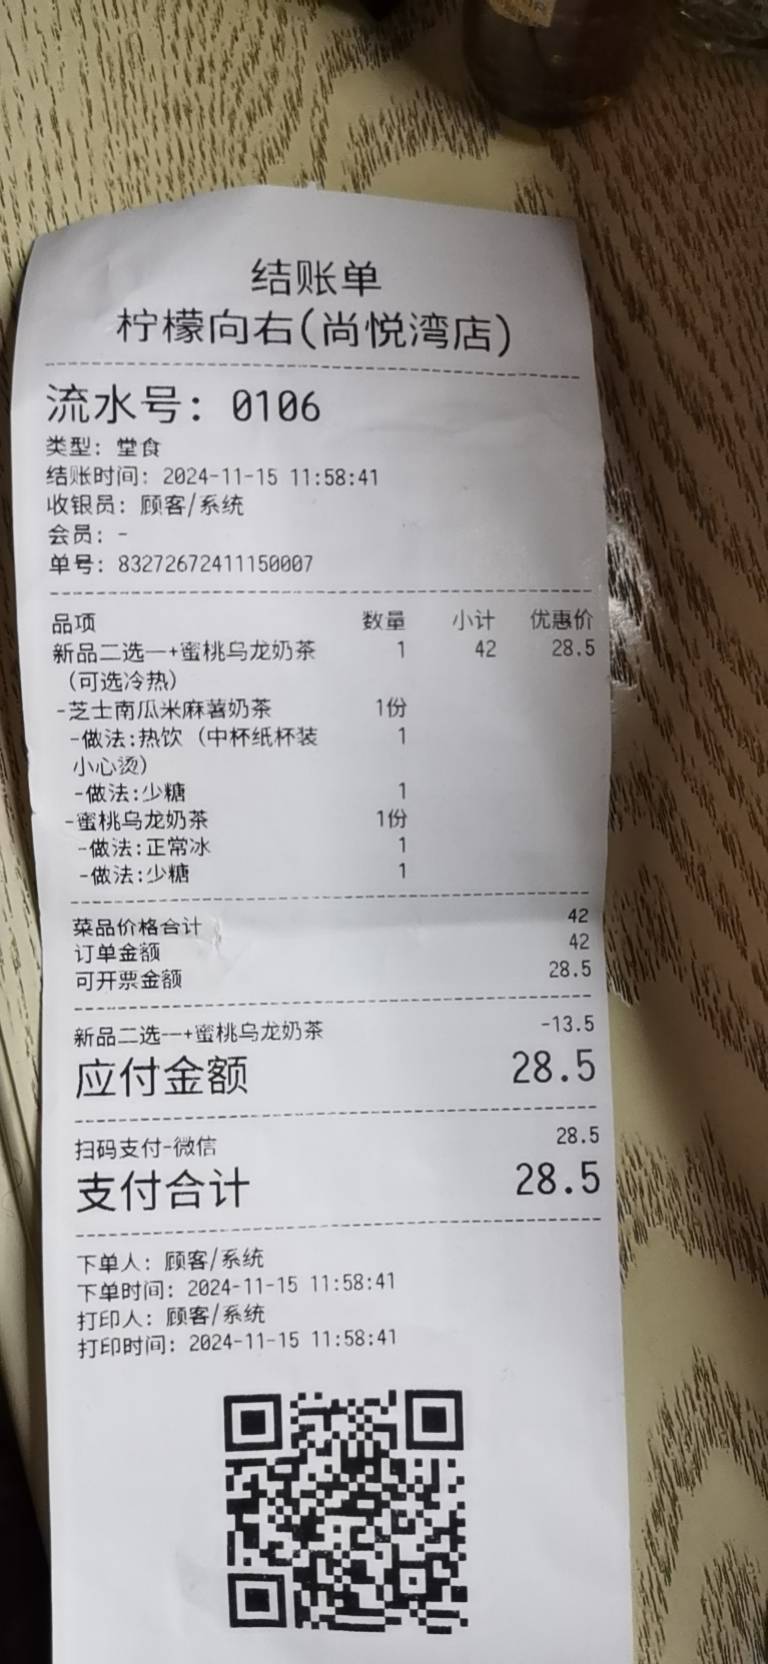 结账单
柠檬向右(尚悦湾店)
流水号: 0106
类型: 堂食
结账时间: 2024-11-15 11:58:41
收银员: 顾客/系统
会员: -
单号: 83272672411150007
品项 数量 小计 优惠价
新品二选一+蜜桃乌龙奶茶 1 42 28.5
(可选冷热)
-芝士南瓜米麻薯奶茶 1份
-做法:热饮 (中杯纸杯装 1
小心烫)
-做法:少糖 1
-蜜桃乌龙奶茶 1份
-做法:正常冰 1
-做法:少糖 1
菜品价格合计 42
订单金额 42
可开票金额 28.5
新品二选一+蜜桃乌龙奶茶 -13.5
应付金额 28.5
扫码支付-微信 28.5
支付合计 28.5
下单人: 顾客/系统
下单时间: 2024-11-15 11:58:41
打印人: 顾客/系统
打印时间: 2024-11-15 11:58:41